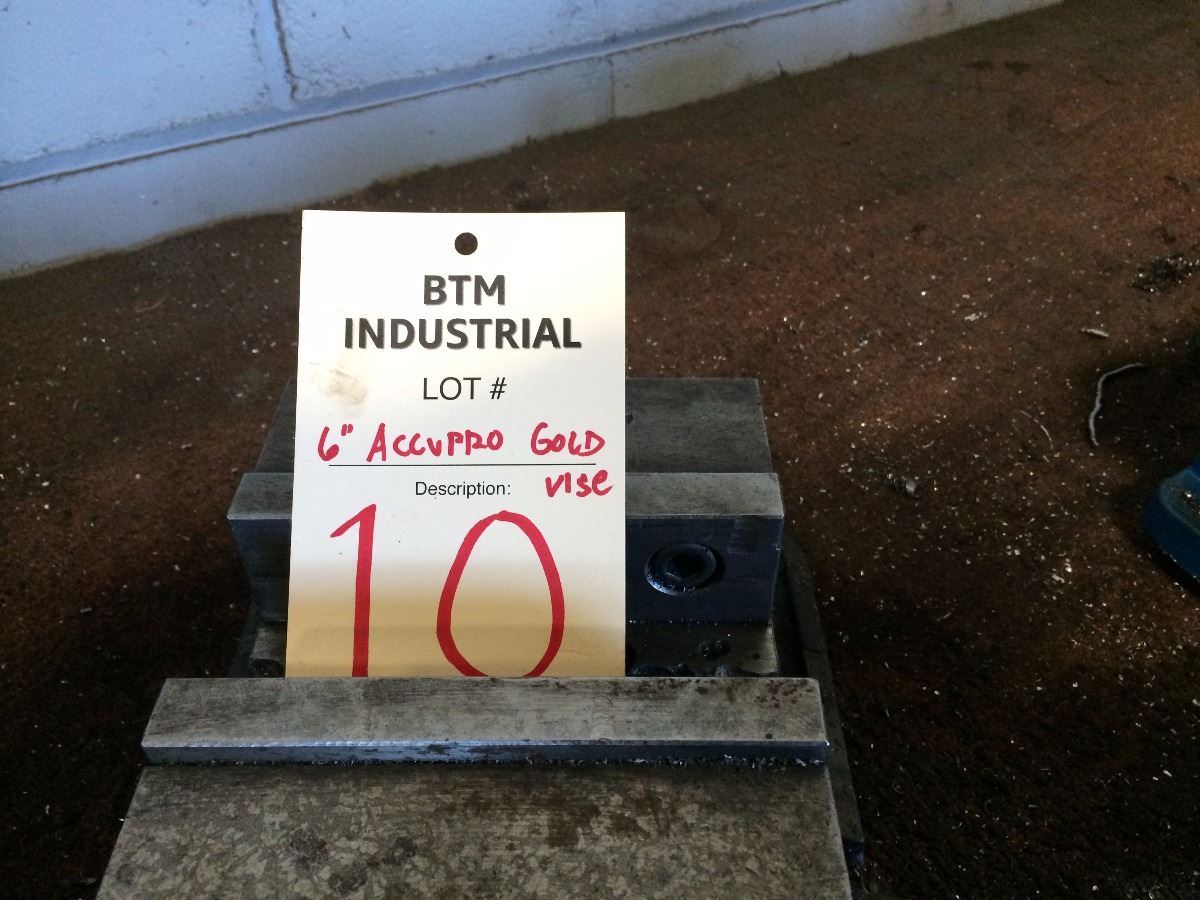 BTM
INDUSTRIAL
LOT #
6" ACCUPRO GOLD
Description: VISE
10